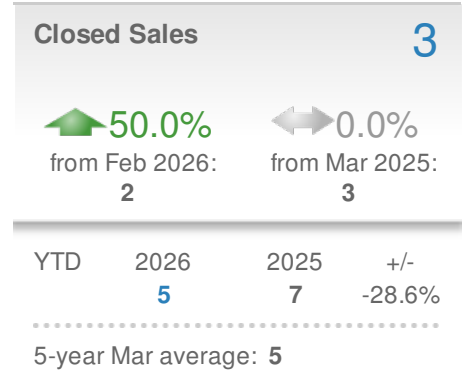 Closed Sales 3
50.0% 0.0%
from Feb 2026: from Mar 2025:
2 3
YTD 2026 2025 +/-
5 7 -28.6%
5-year Mar average: 5